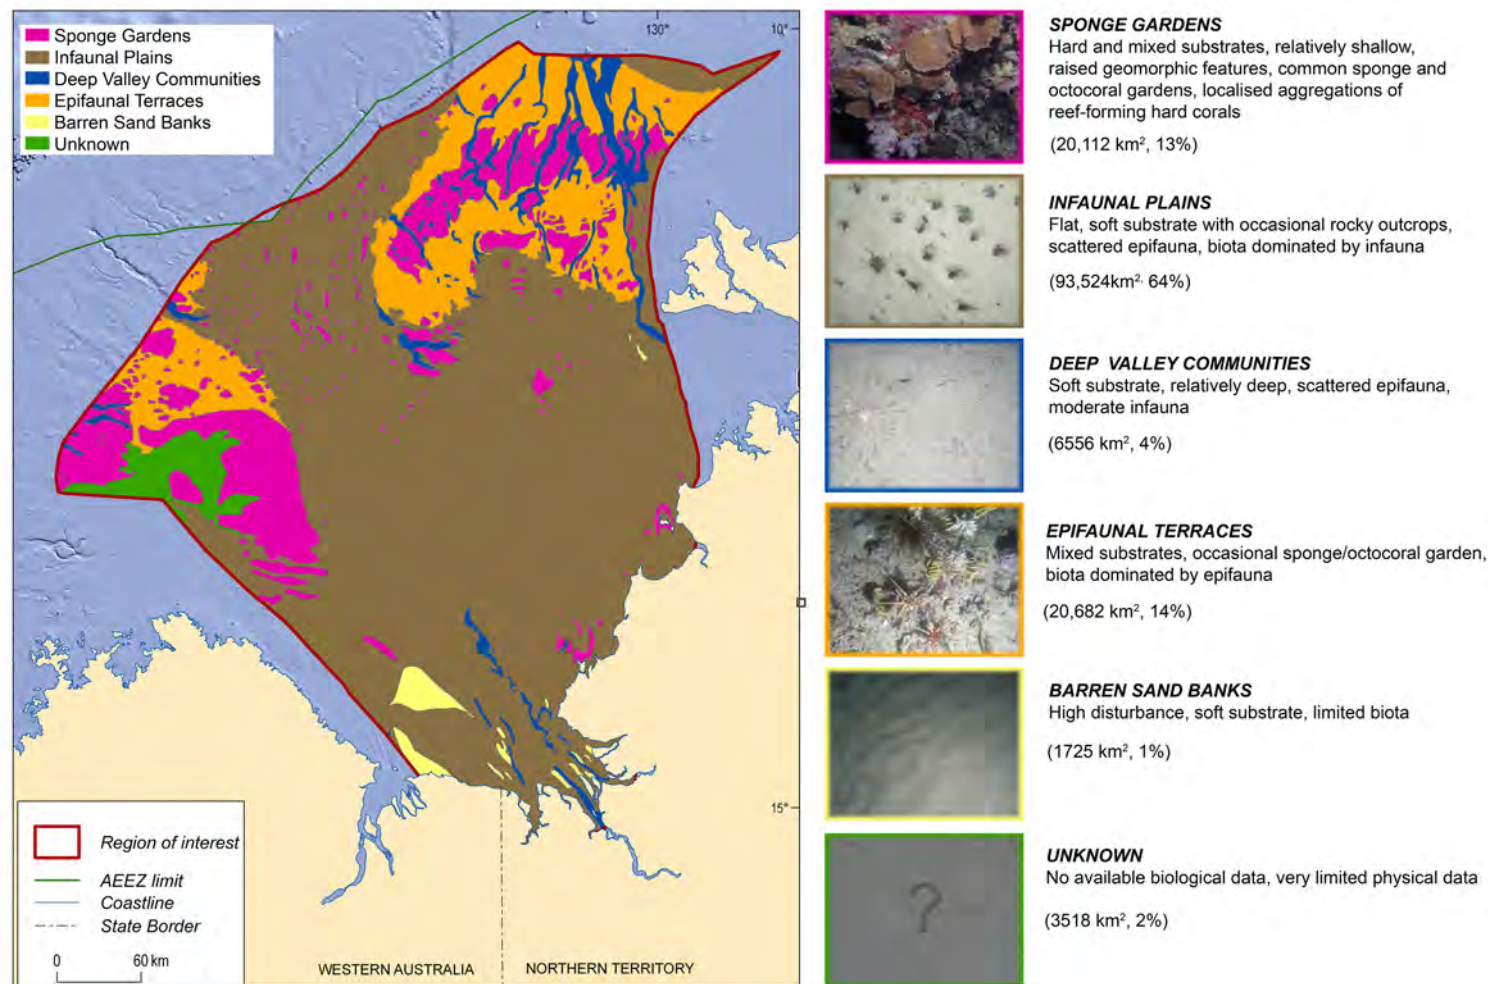 Sponge Gardens
Infaunal Plains
Deep Valley Communities
Epifaunal Terraces
Barren Sand Banks
Unknown
130°
10°
15°
Region of interest
AEEZ limit
Coastline
State Border
0 60 km
WESTERN AUSTRALIA
NORTHERN TERRITORY
SPONGE GARDENS
Hard and mixed substrates, relatively shallow,
raised geomorphic features, common sponge and
octocoral gardens, localised aggregations of
reef-forming hard corals
(20,112 km², 13%)
INFAUNAL PLAINS
Flat, soft substrate with occasional rocky outcrops,
scattered epifauna, biota dominated by infauna
(93,524km², 64%)
DEEP VALLEY COMMUNITIES
Soft substrate, relatively deep, scattered epifauna,
moderate infauna
(6556 km², 4%)
EPIFAUNAL TERRACES
Mixed substrates, occasional sponge/octocoral garden,
biota dominated by epifauna
(20,682 km², 14%)
BARREN SAND BANKS
High disturbance, soft substrate, limited biota
(1725 km², 1%)
?
UNKNOWN
No available biological data, very limited physical data
(3518 km², 2%)